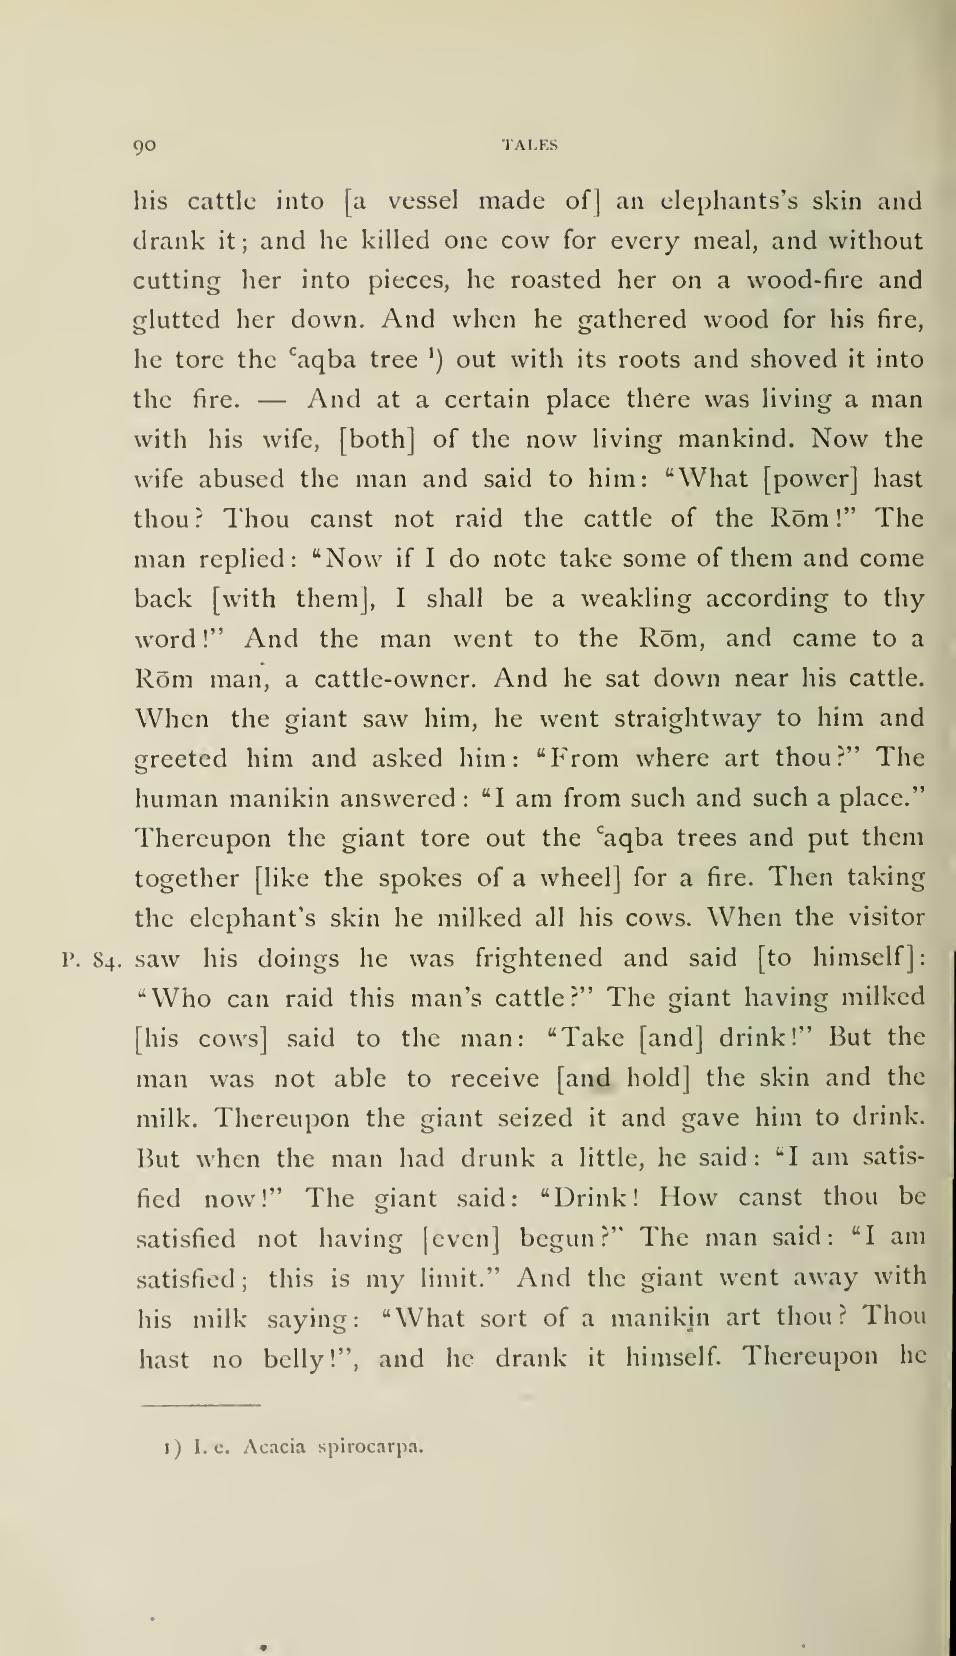 90 TALES
his cattle into [a vessel made of] an elephants's skin and
drank it; and he killed one cow for every meal, and without
cutting her into pieces, he roasted her on a wood-fire and
glutted her down. And when he gathered wood for his fire,
he tore the ʿaqba tree ¹) out with its roots and shoved it into
the fire. — And at a certain place there was living a man
with his wife, [both] of the now living mankind. Now the
wife abused the man and said to him: “What [power] hast
thou? Thou canst not raid the cattle of the Rōm!” The
man replied: “Now if I do note take some of them and come
back [with them], I shall be a weakling according to thy
word!” And the man went to the Rōm, and came to a
Rōm man, a cattle-owner. And he sat down near his cattle.
When the giant saw him, he went straightway to him and
greeted him and asked him: “From where art thou?” The
human manikin answered: “I am from such and such a place.”
Thereupon the giant tore out the ʿaqba trees and put them
together [like the spokes of a wheel] for a fire. Then taking
the elephant's skin he milked all his cows. When the visitor
P. 84. saw his doings he was frightened and said [to himself]:
“Who can raid this man's cattle?” The giant having milked
[his cows] said to the man: “Take [and] drink!” But the
man was not able to receive [and hold] the skin and the
milk. Thereupon the giant seized it and gave him to drink.
But when the man had drunk a little, he said: “I am satis-
fied now!” The giant said: “Drink! How canst thou be
satisfied not having [even] begun?” The man said: “I am
satisfied; this is my limit.” And the giant went away with
his milk saying: “What sort of a manikin art thou? Thou
hast no belly!”, and he drank it himself. Thereupon he
1) I. e. Acacia spirocarpa.